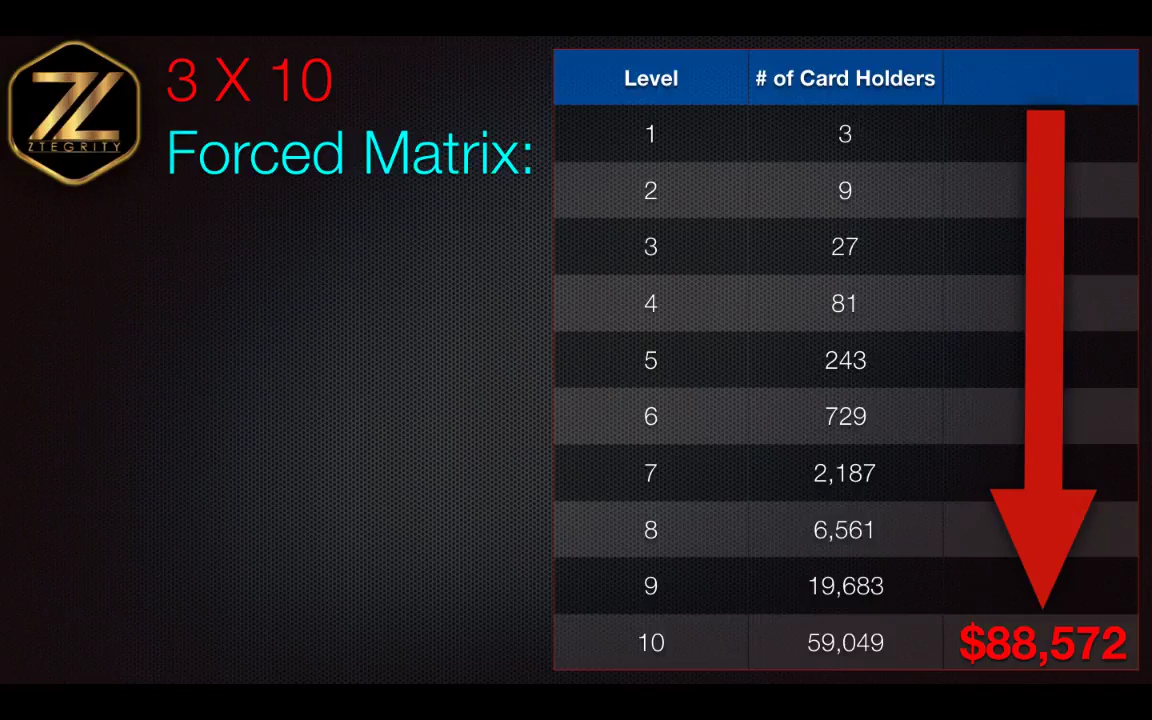 ZTEGRITY
3 X 10
Forced Matrix:
Level # of Card Holders
1 3
2 9
3 27
4 81
5 243
6 729
7 2,187
8 6,561
9 19,683
10 59,049 $88,572